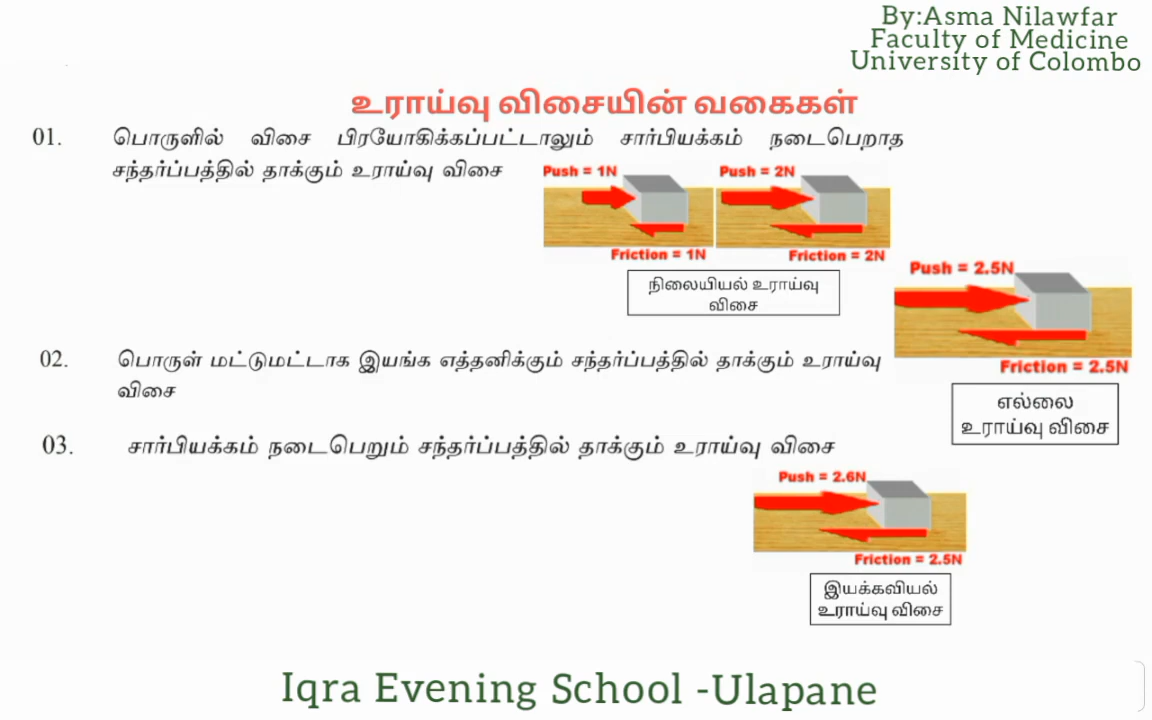 By:Asma Nilawfar
Faculty of Medicine
University of Colombo
உராய்வு விசையின் வகைகள்
01. பொருளில் விசை பிரயோகிக்கப்பட்டாலும் சார்பியக்கம் நடைபெறாத
சந்தர்ப்பத்தில் தாக்கும் உராய்வு விசை
Push = 1N Push = 2N
Friction = 1N Friction = 2N
நிலையியல் உராய்வு
விசை
Push = 2.5N
Friction = 2.5N
எல்லை
உராய்வு விசை
02. பொருள் மட்டுமட்டாக இயங்க எத்தனிக்கும் சந்தர்ப்பத்தில் தாக்கும் உராய்வு
விசை
03. சார்பியக்கம் நடைபெறும் சந்தர்ப்பத்தில் தாக்கும் உராய்வு விசை
Push = 2.6N
Friction = 2.5N
இயக்கவியல்
உராய்வு விசை
Iqra Evening School -Ulapane